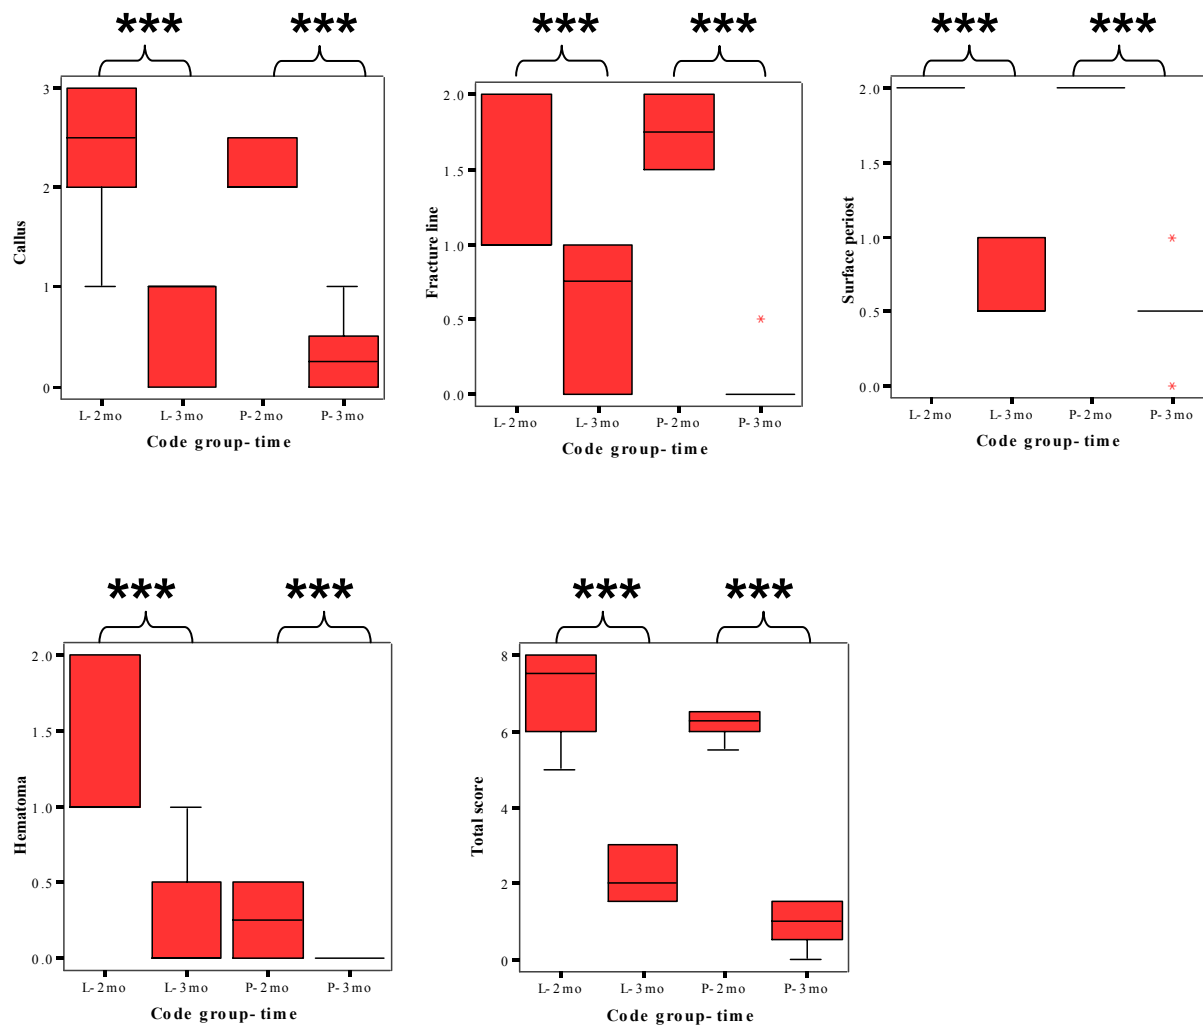 *** ***
3
2
1
0
Callus
L-2mo L-3mo P-2mo P-3mo
Code group-time
*** ***
2.0
1.5
1.0
0.5
0.0
Fracture line
L-2mo L-3mo P-2mo P-3mo
Code group-time
*** ***
2.0
1.5
1.0
0.5
0.0
Surface periost
L-2mo L-3mo P-2mo P-3mo
Code group-time
*** ***
2.0
1.5
1.0
0.5
0.0
Hematoma
L-2mo L-3mo P-2mo P-3mo
Code group-time
*** ***
8
6
4
2
0
Total score
L-2mo L-3mo P-2mo P-3mo
Code group-time